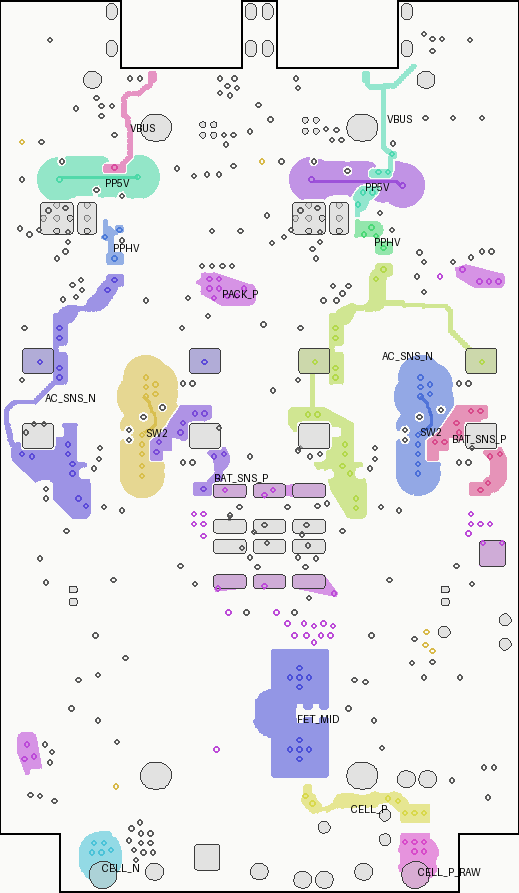 VBUS
VBUS
PP5V
PP5V
PPHV
PPHV
PACK_P
AC_SNS_N
AC_SNS_N
SW2
SW2
BAT_SNS_P
BAT_SNS_P
FET_MID
CELL_P
CELL_N
CELL_P_RAW